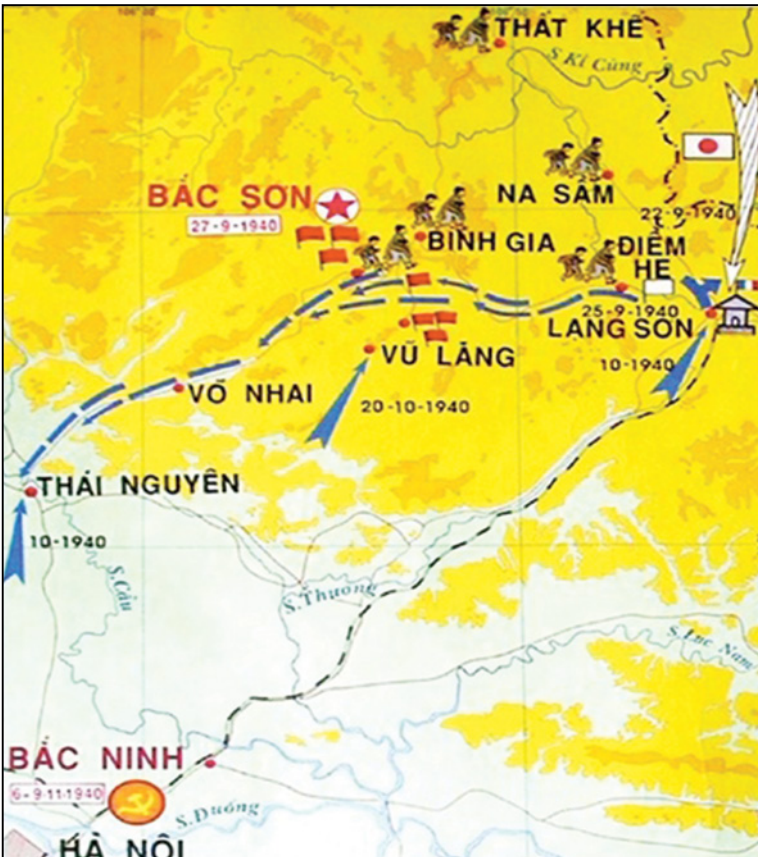 THẤT KHÊ
S.Kì Cùng
BẮC SƠN
27-9-1940
NA SẦM
22-9-1940
BÌNH GIA
ĐIỀM
HE
25-9-1940
LẠNG SƠN
10-1940
VŨ LĂNG
20-10-1940
VÕ NHAI
THÁI NGUYÊN
10-1940
S.Cầu
S.Thương
S.Lục Nam
BẮC NINH
6-9-11-1940
S.Đuống
HÀ NỘI